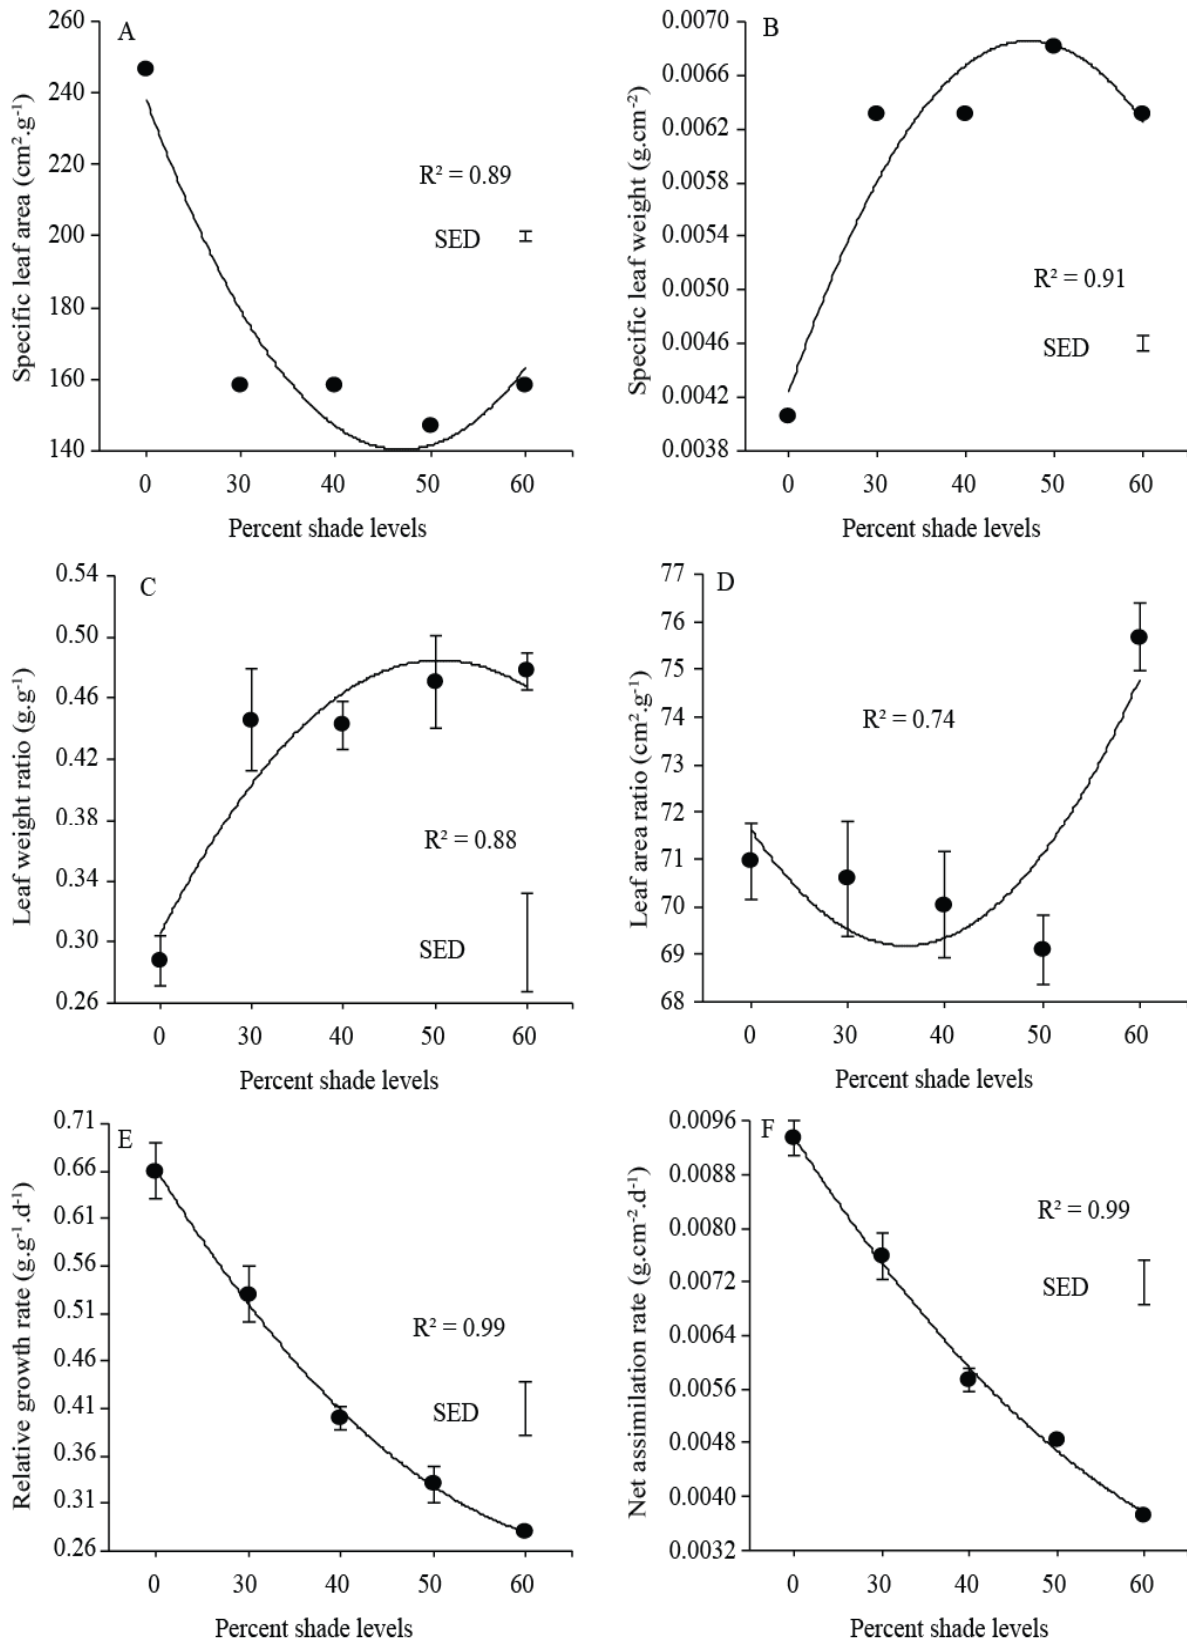 A
Specific leaf area (cm².g⁻¹)
260
240
220
200
180
160
140
R² = 0.89
SED
0 30 40 50 60
Percent shade levels
B
Specific leaf weight (g.cm⁻²)
0.0070
0.0066
0.0062
0.0058
0.0054
0.0050
0.0046
0.0042
0.0038
R² = 0.91
SED
0 30 40 50 60
Percent shade levels
C
Leaf weight ratio (g.g⁻¹)
0.54
0.50
0.46
0.42
0.38
0.34
0.30
0.26
R² = 0.88
SED
0 30 40 50 60
Percent shade levels
D
Leaf area ratio (cm².g⁻¹)
77
76
75
74
73
72
71
70
69
68
R² = 0.74
0 30 40 50 60
Percent shade levels
E
Relative growth rate (g.g⁻¹.d⁻¹)
0.71
0.66
0.61
0.56
0.51
0.46
0.41
0.36
0.31
0.26
R² = 0.99
SED
0 30 40 50 60
Percent shade levels
F
Net assimilation rate (g.cm⁻².d⁻¹)
0.0096
0.0088
0.0080
0.0072
0.0064
0.0056
0.0048
0.0040
0.0032
R² = 0.99
SED
0 30 40 50 60
Percent shade levels